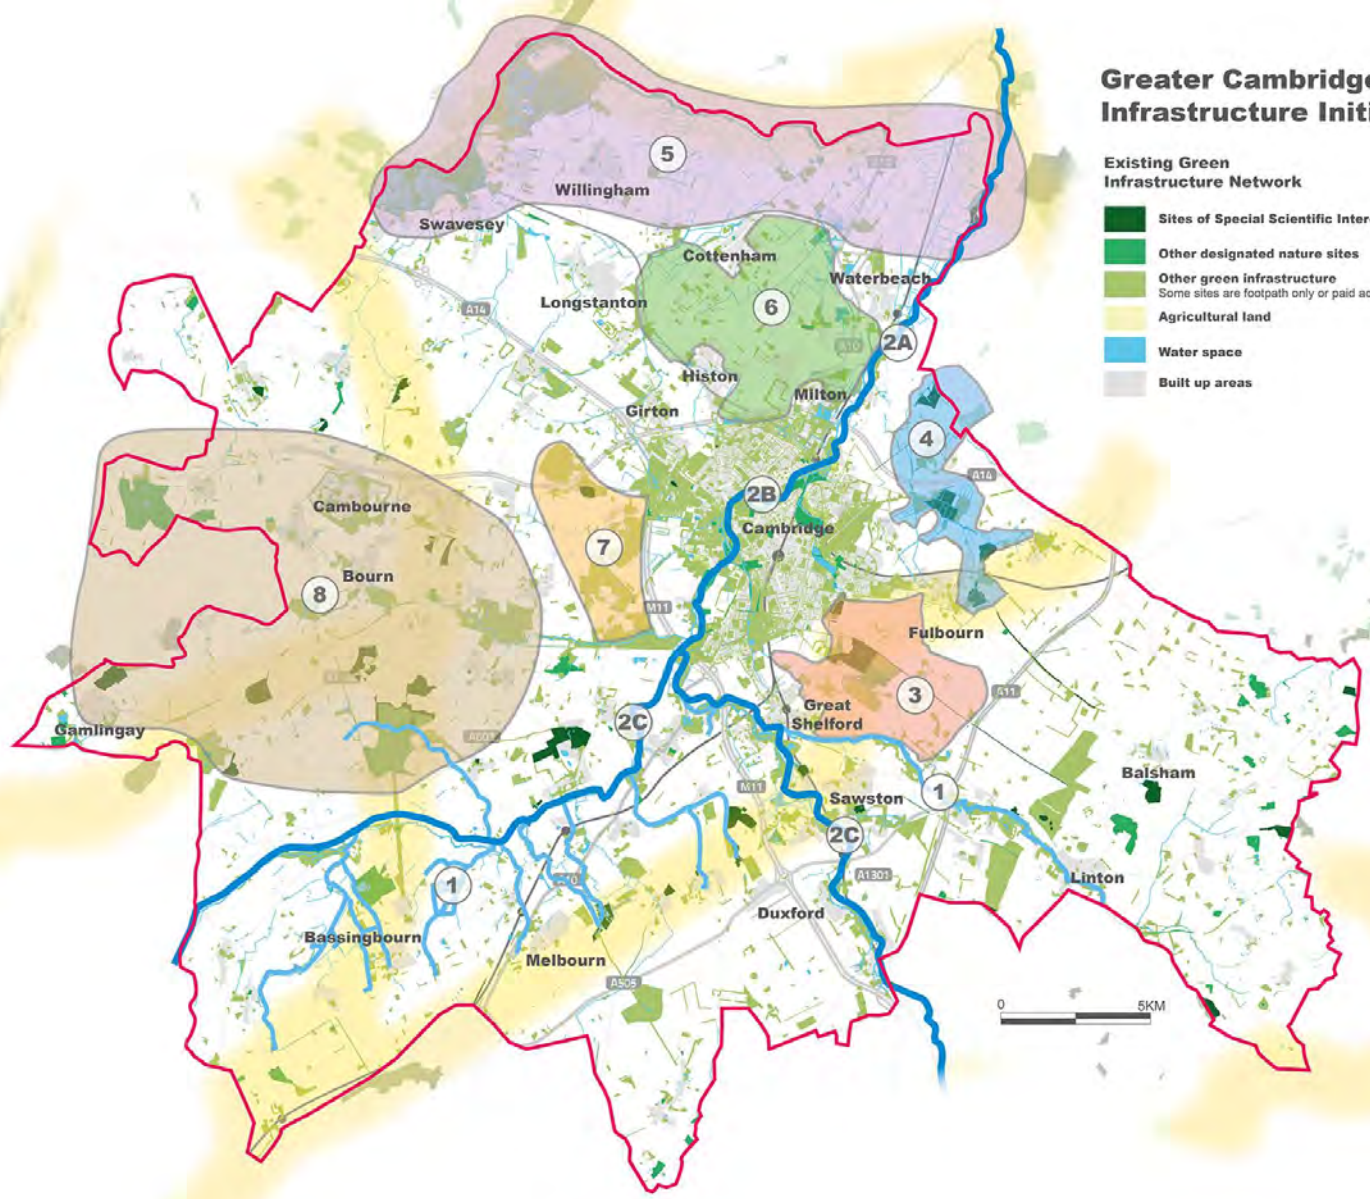 Greater Cambridge
Infrastructure Initi
Existing Green
Infrastructure Network
Sites of Special Scientific Inter
Other designated nature sites
Other green infrastructure
Some sites are footpath only or paid ac
Agricultural land
Water space
Built up areas
5
Willingham
Swavesey
Cottenham
Waterbeach
Longstanton
6
A14
A10
2A
Histon
Milton
Girton
4
A14
2B
Cambridge
Cambourne
7
Bourn
8
M11
Fulbourn
3
A11
Great
Shelford
2C
Gamlingay
A603
Balsham
M11
Sawston
1
2C
A1301
Linton
1
A10
Duxford
Bassingbourn
Melbourn
A505
0
5KM